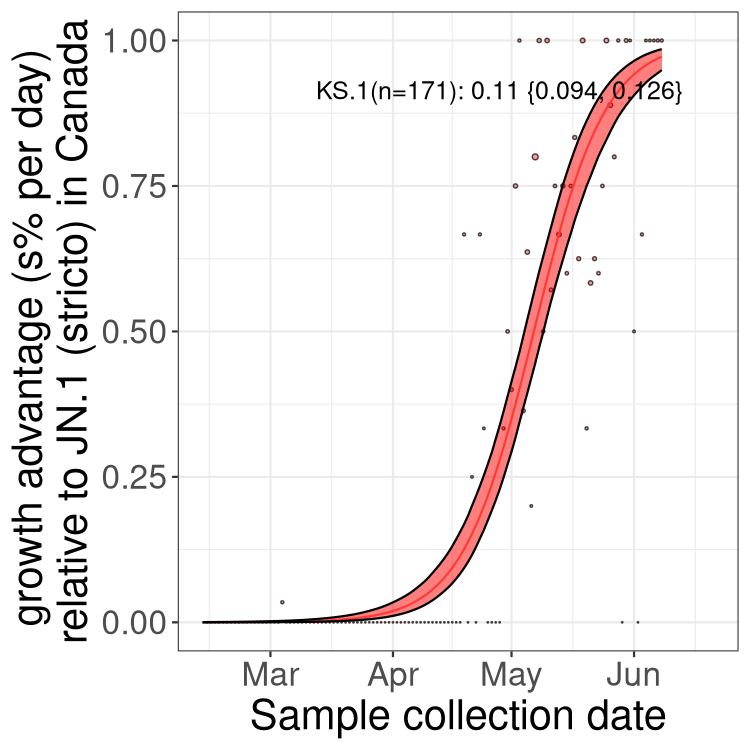 growth advantage (s% per day)
relative to JN.1 (stricto) in Canada
1.00
0.75
0.50
0.25
0.00
KS.1(n=171): 0.11 {0.094, 0.126}
Mar Apr May Jun
Sample collection date